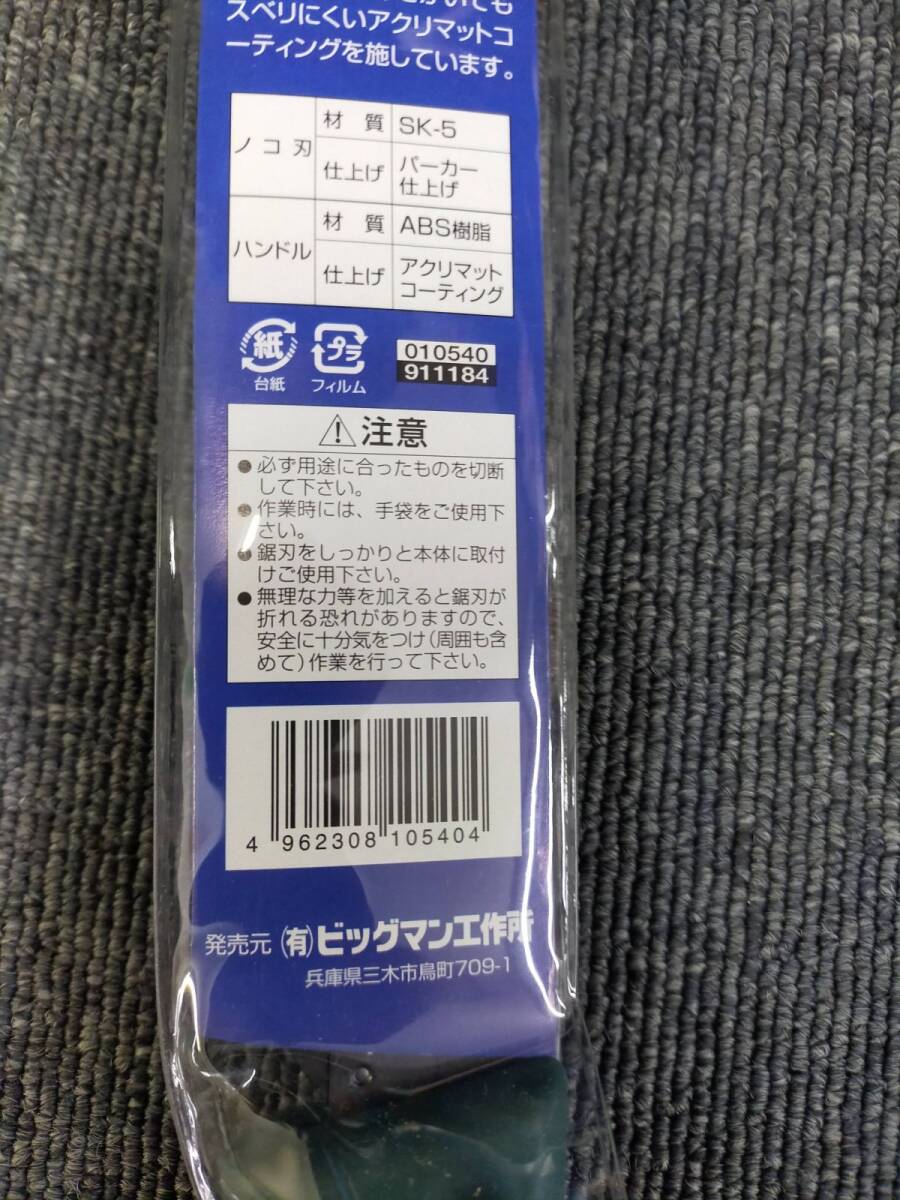 スベリにくいアクリマットコ
ーティングを施しています。
ノコ刃
材質
SK-5
仕上げ
パーカー
仕上げ
ハンドル
材質
ABS樹脂
仕上げ
アクリマット
コーティング
紙
台紙
プラ
フィルム
010540
911184
注意
●必ず用途に合ったものを切断
して下さい。
●作業時には、手袋をご使用下
さい。
●鋸刃をしっかりと本体に取付
けご使用下さい。
●無理な力等を加えると鋸刃が
折れる恐れがありますので、
安全に十分気をつけ(周囲も含
めて)作業を行って下さい。
4 962308 105404
発売元 (有)ビッグマン工作所
兵庫県三木市鳥町709-1